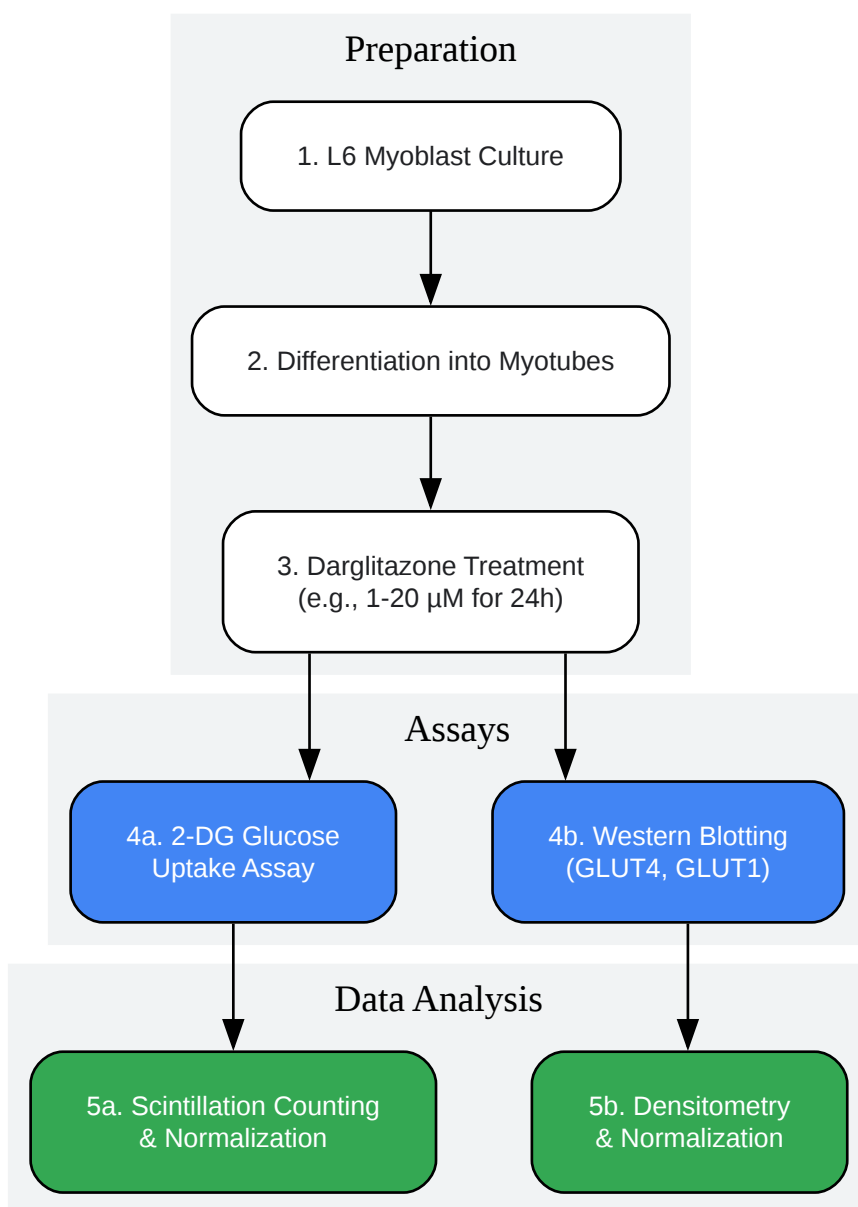 Preparation
1. L6 Myoblast Culture
2. Differentiation into Myotubes
3. Darglitazone Treatment
(e.g., 1-20 µM for 24h)
Assays
4a. 2-DG Glucose
Uptake Assay
4b. Western Blotting
(GLUT4, GLUT1)
Data Analysis
5a. Scintillation Counting
& Normalization
5b. Densitometry
& Normalization